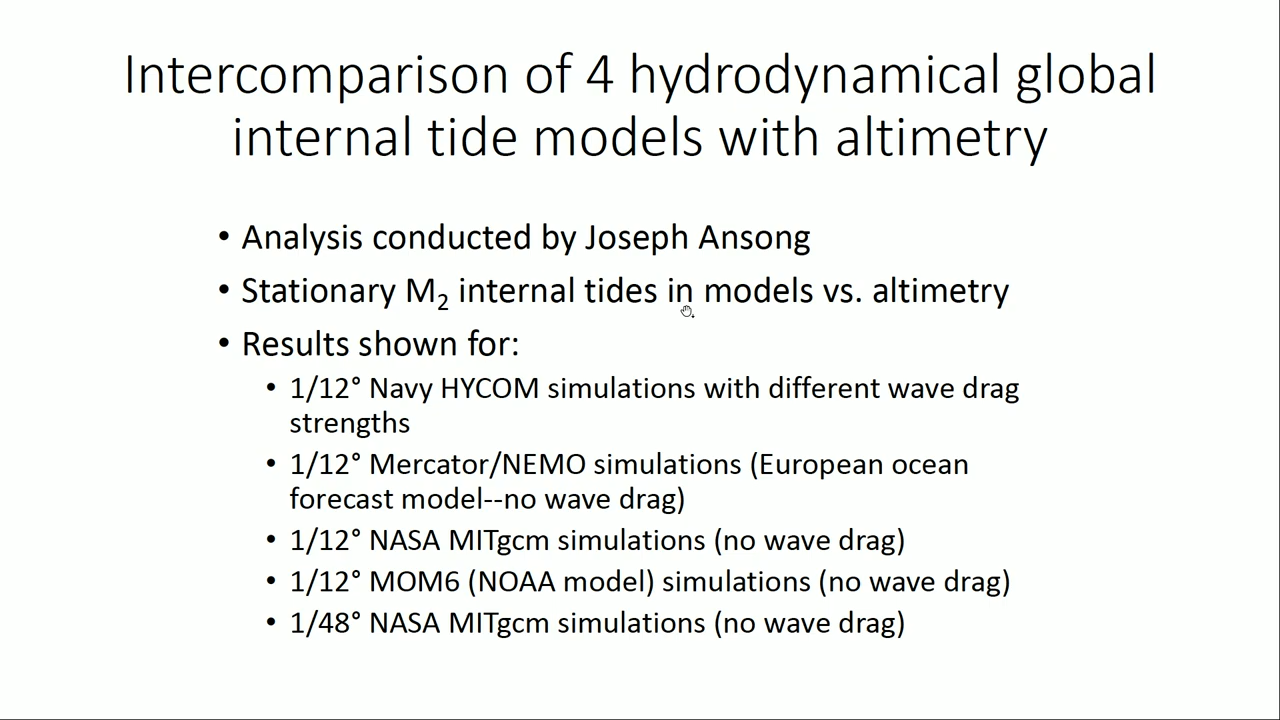 Intercomparison of 4 hydrodynamical global
internal tide models with altimetry
• Analysis conducted by Joseph Ansong
• Stationary M₂ internal tides in models vs. altimetry
• Results shown for:
• 1/12° Navy HYCOM simulations with different wave drag
strengths
• 1/12° Mercator/NEMO simulations (European ocean
forecast model--no wave drag)
• 1/12° NASA MITgcm simulations (no wave drag)
• 1/12° MOM6 (NOAA model) simulations (no wave drag)
• 1/48° NASA MITgcm simulations (no wave drag)